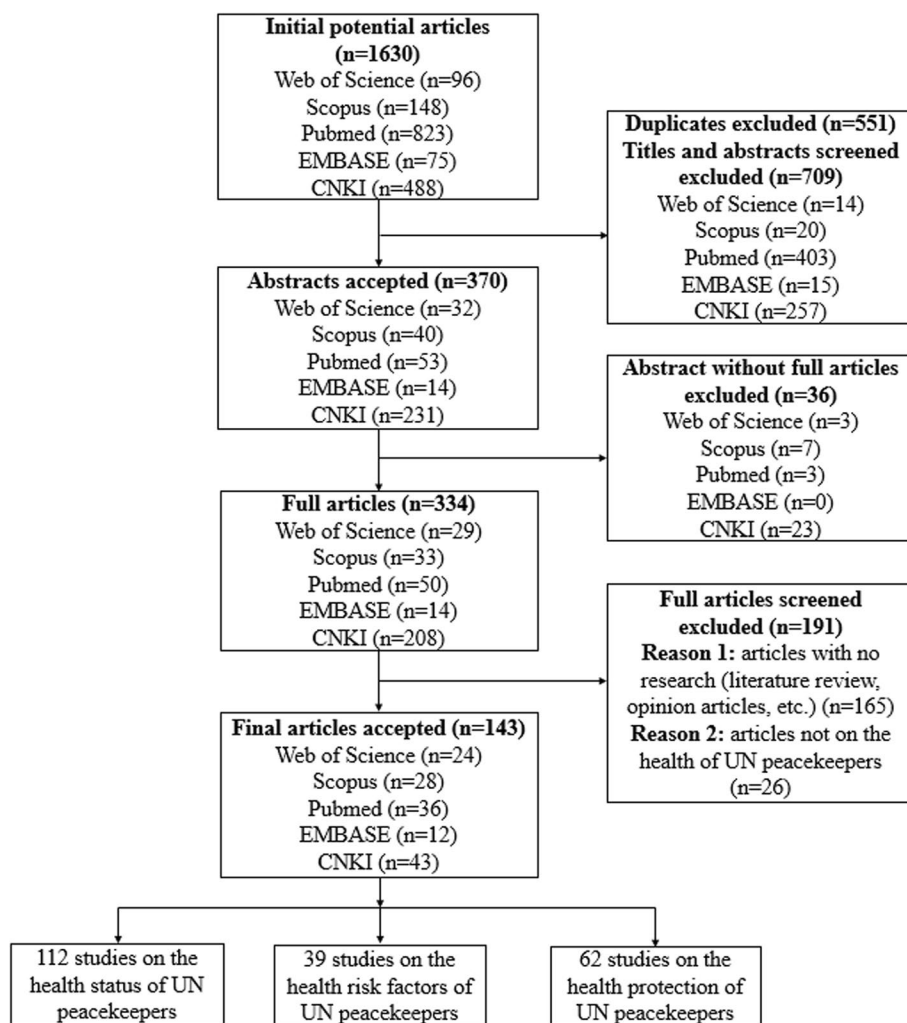 Initial potential articles
(n=1630)
Web of Science (n=96)
Scopus (n=148)
Pubmed (n=823)
EMBASE (n=75)
CNKI (n=488)
Duplicates excluded (n=551)
Titles and abstracts screened
excluded (n=709)
Web of Science (n=14)
Scopus (n=20)
Pubmed (n=403)
EMBASE (n=15)
CNKI (n=257)
Abstracts accepted (n=370)
Web of Science (n=32)
Scopus (n=40)
Pubmed (n=53)
EMBASE (n=14)
CNKI (n=231)
Abstract without full articles
excluded (n=36)
Web of Science (n=3)
Scopus (n=7)
Pubmed (n=3)
EMBASE (n=0)
CNKI (n=23)
Full articles (n=334)
Web of Science (n=29)
Scopus (n=33)
Pubmed (n=50)
EMBASE (n=14)
CNKI (n=208)
Full articles screened
excluded (n=191)
Reason 1: articles with no
research (literature review,
opinion articles, etc.) (n=165)
Reason 2: articles not on the
health of UN peacekeepers
(n=26)
Final articles accepted (n=143)
Web of Science (n=24)
Scopus (n=28)
Pubmed (n=36)
EMBASE (n=12)
CNKI (n=43)
112 studies on the
health status of UN
peacekeepers
39 studies on the
health risk factors of
UN peacekeepers
62 studies on the
health protection of
UN peacekeepers